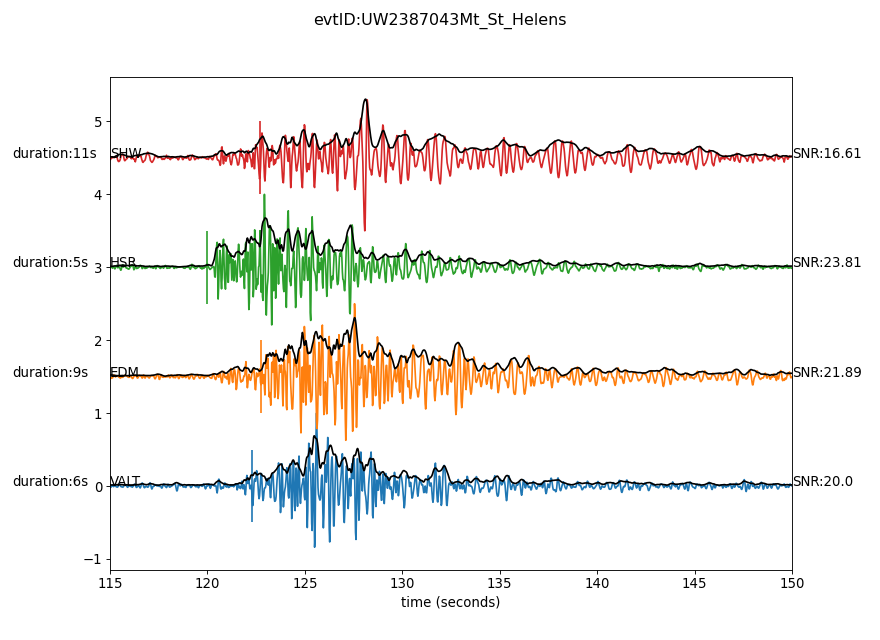 evtID:UW2387043Mt_St_Helens
5
duration:11s SHW SNR:16.61
4
duration:5s HSR SNR:23.81
3
2
duration:9s EDM SNR:21.89
1
duration:6s VALT SNR:20.0
0
−1
115 120 125 130 135 140 145 150
time (seconds)